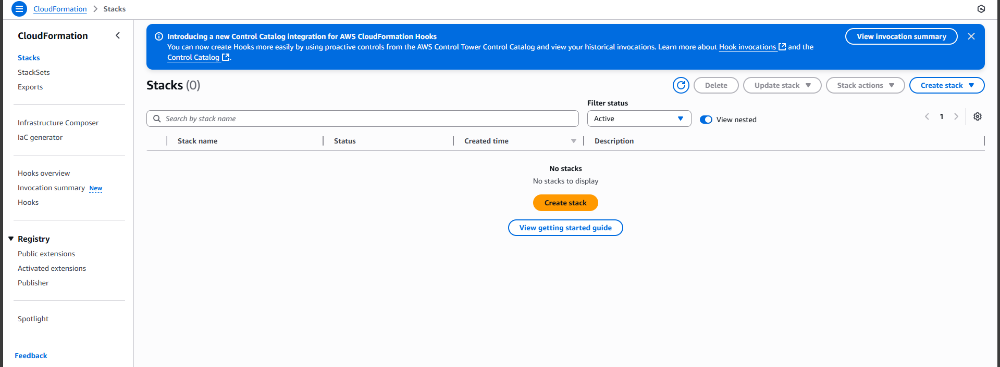 CloudFormation > Stacks
CloudFormation
Stacks
StackSets
Exports
Infrastructure Composer
IaC generator
Hooks overview
Invocation summary New
Hooks
Registry
Public extensions
Activated extensions
Publisher
Spotlight
Feedback
Introducing a new Control Catalog integration for AWS CloudFormation Hooks
You can now create Hooks more easily by using proactive controls from the AWS Control Tower Control Catalog and view your historical invocations. Learn more about Hook invocations and the
Control Catalog.
View invocation summary
Stacks (0)
Delete
Update stack
Stack actions
Create stack
Filter status
Search by stack name
Active
View nested
1
Stack name Status Created time Description
No stacks
No stacks to display
Create stack
View getting started guide